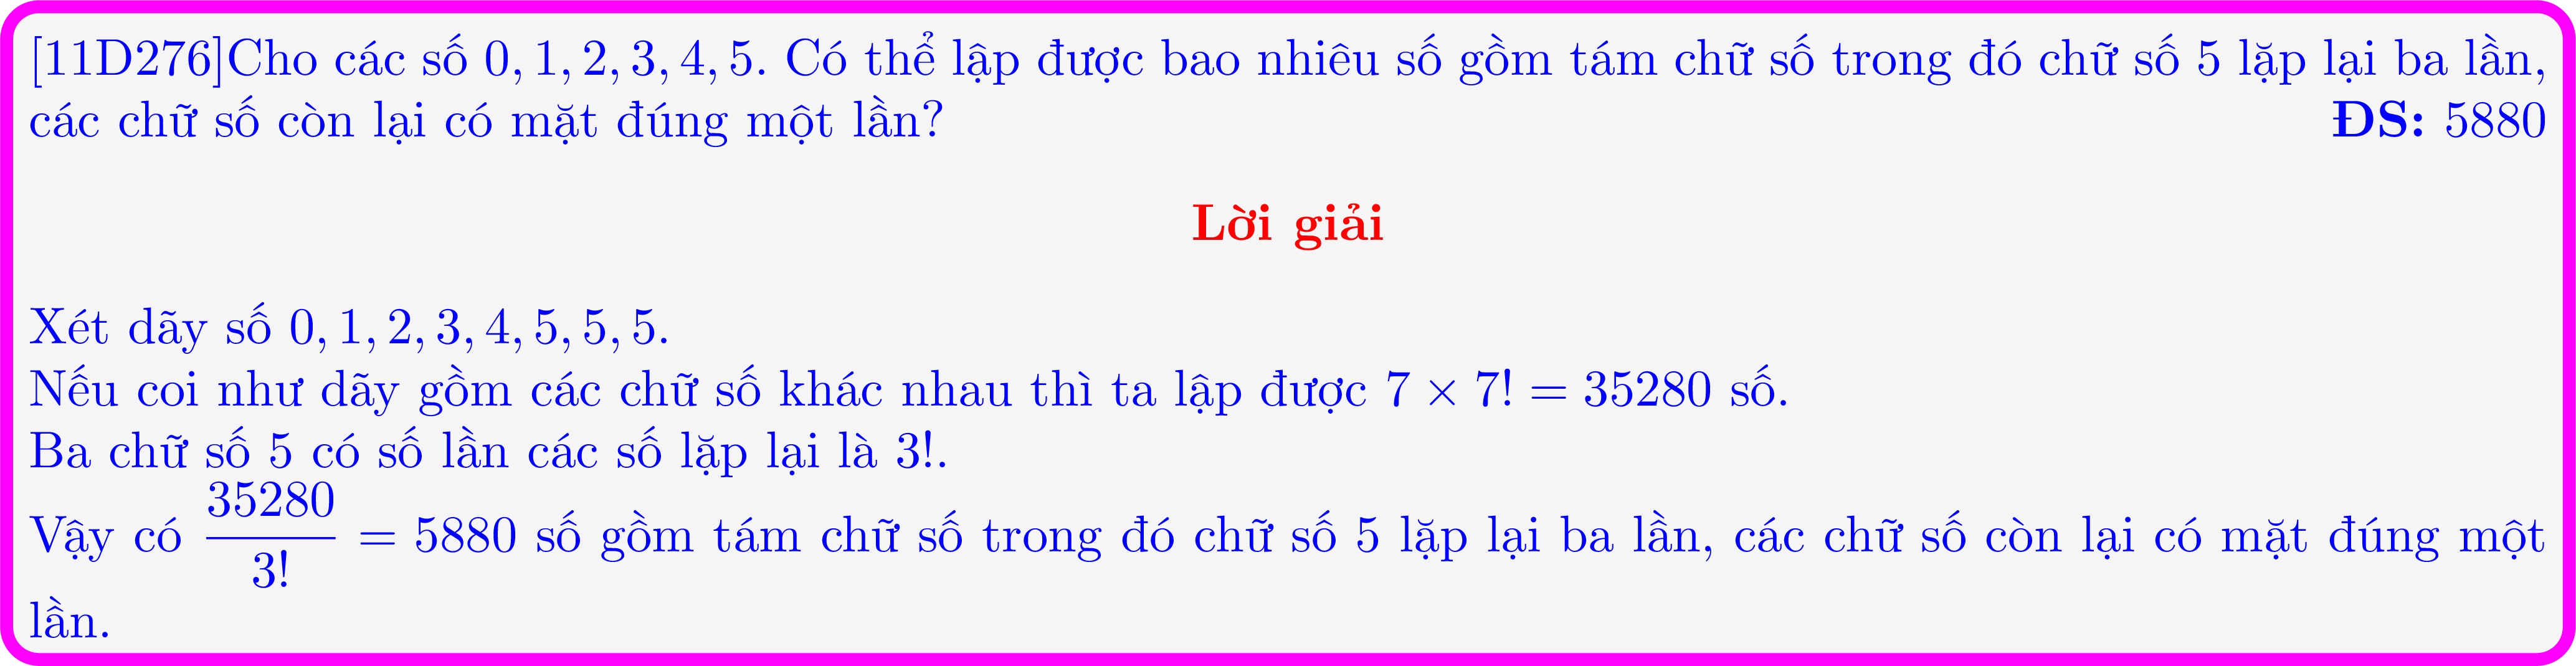 [11D276]Cho các số 0, 1, 2, 3, 4, 5. Có thể lập được bao nhiêu số gồm tám chữ số trong đó chữ số 5 lặp lại ba lần,
các chữ số còn lại có mặt đúng một lần? ĐS: 5880
Lời giải
Xét dãy số 0, 1, 2, 3, 4, 5, 5, 5.
Nếu coi như dãy gồm các chữ số khác nhau thì ta lập được 7 × 7! = 35280 số.
Ba chữ số 5 có số lần các số lặp lại là 3!.
Vậy có \frac{35280}{3!} = 5880 số gồm tám chữ số trong đó chữ số 5 lặp lại ba lần, các chữ số còn lại có mặt đúng một
lần.